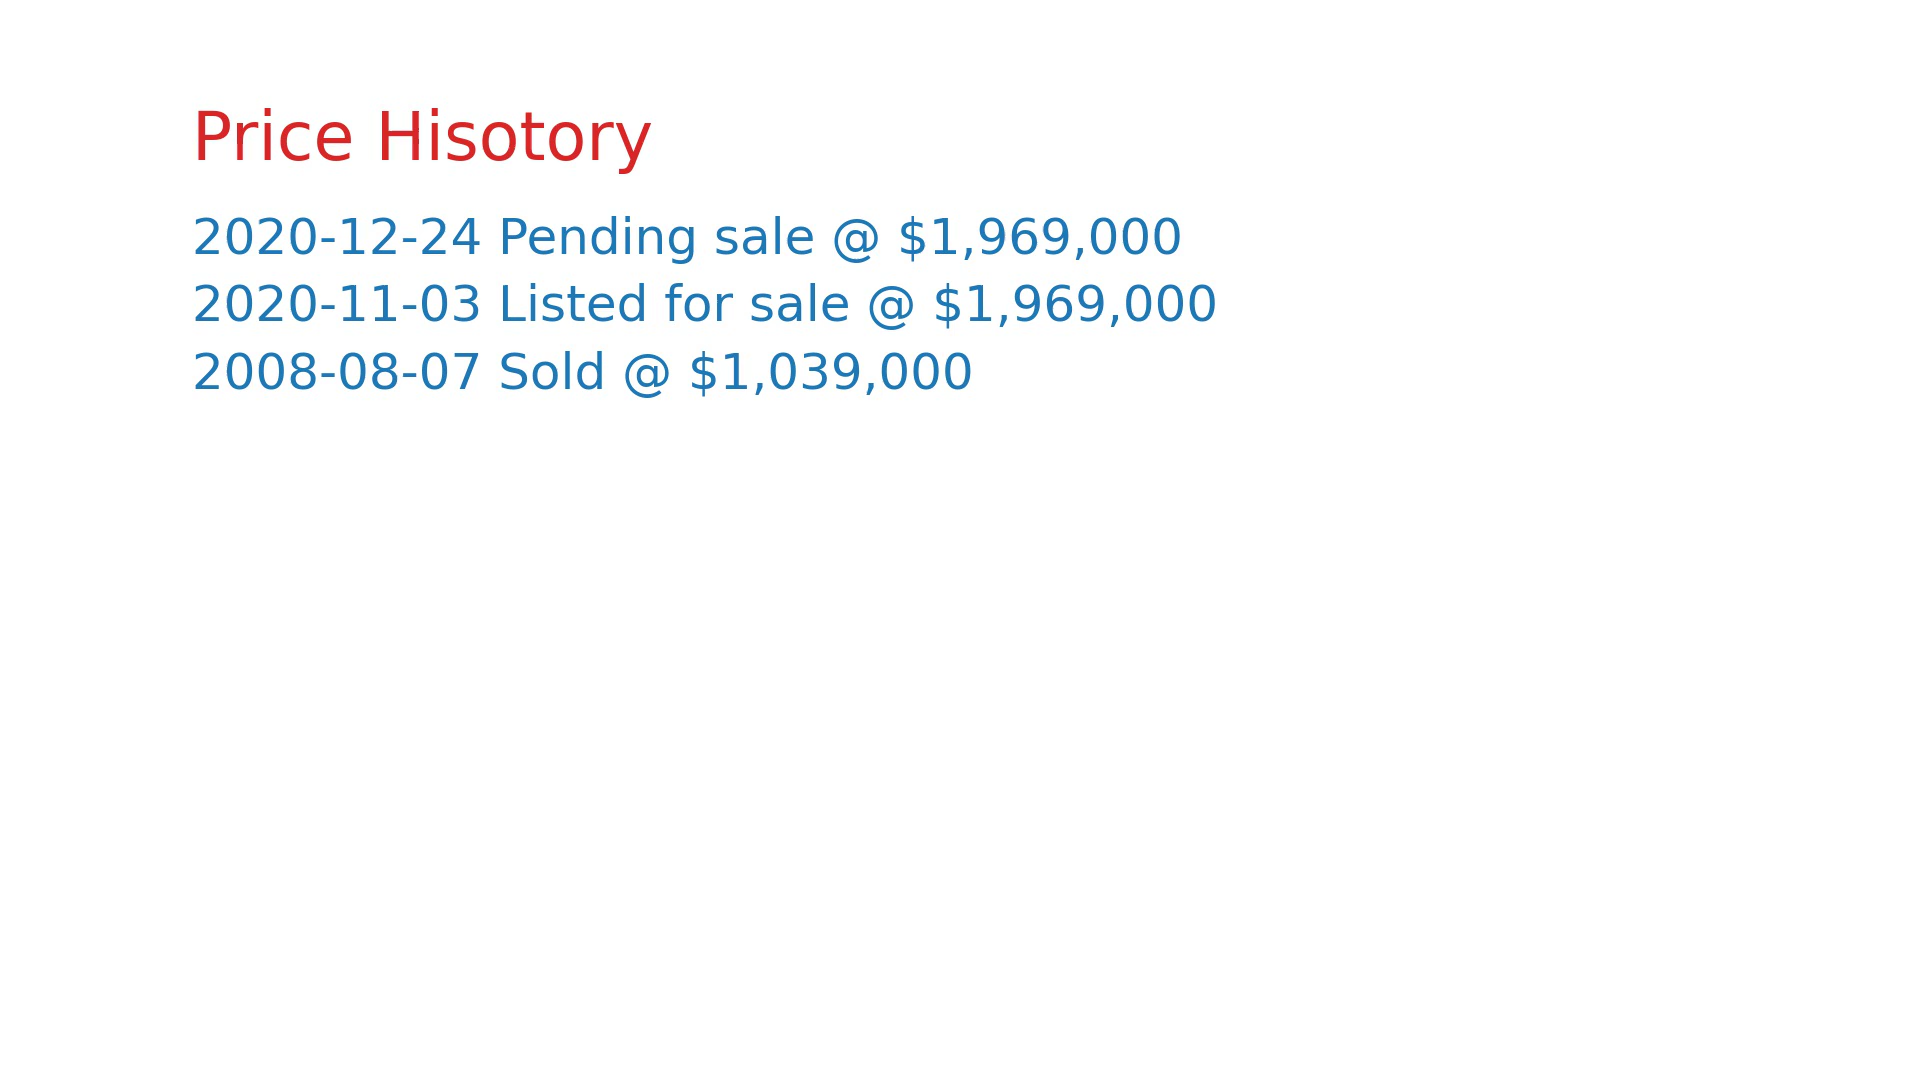 Price Hisotory
2020-12-24 Pending sale @ $1,969,000
2020-11-03 Listed for sale @ $1,969,000
2008-08-07 Sold @ $1,039,000